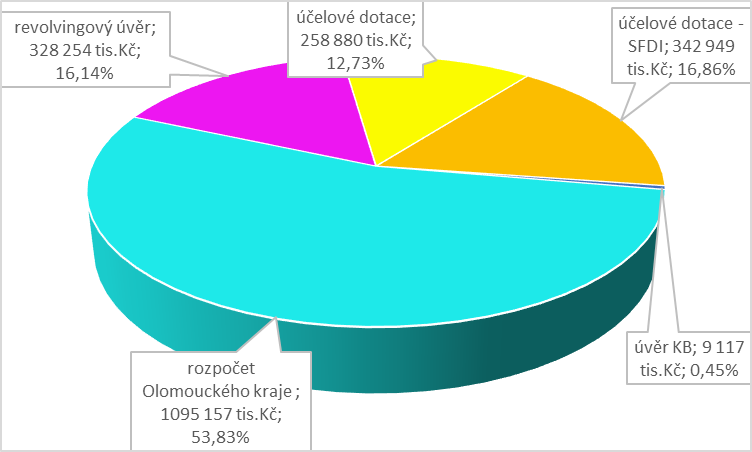 revolvingový úvěr;
328 254 tis.Kč;
16,14%
účelové dotace;
258 880 tis.Kč;
12,73%
účelové dotace -
SFDI; 342 949
tis.Kč; 16,86%
úvěr KB; 9 117
tis.Kč; 0,45%
rozpočet
Olomouckého kraje ;
1095 157 tis.Kč;
53,83%